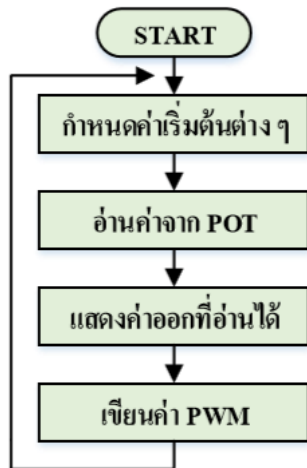 START
กำหนดค่าเริ่มต้นต่าง ๆ
อ่านค่าจาก POT
แสดงค่าออกที่อ่านได้
เขียนค่า PWM